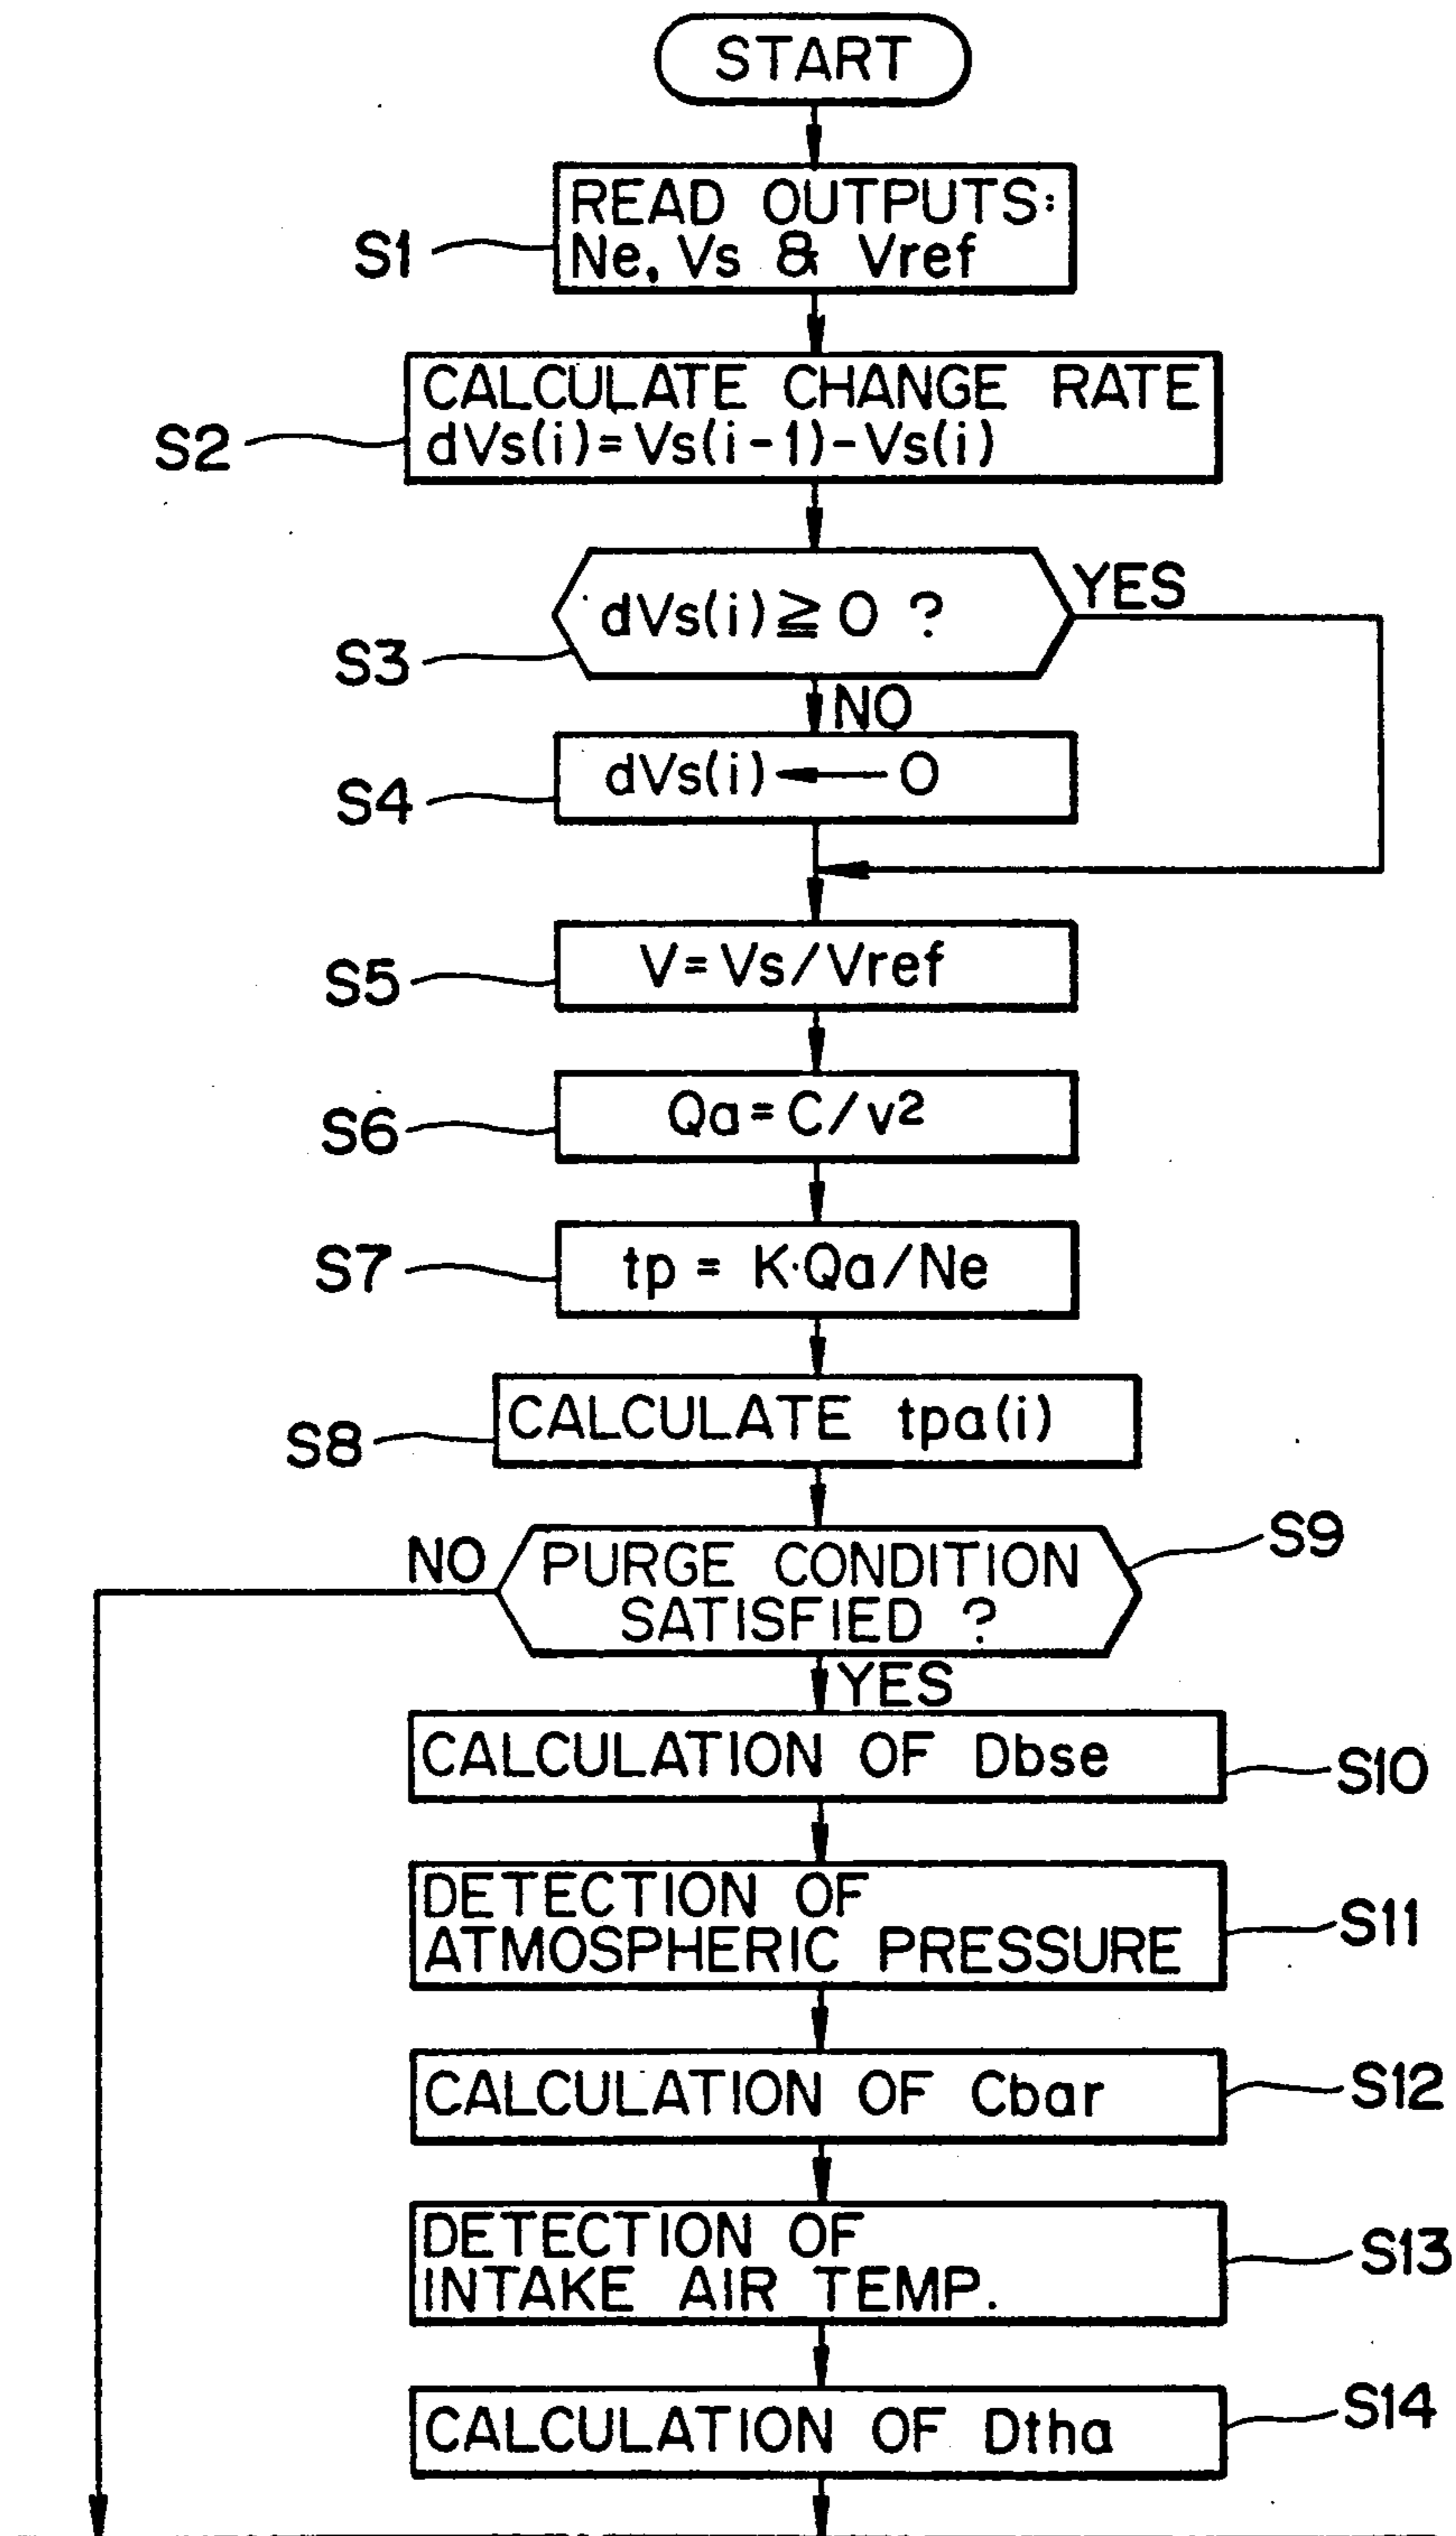 START
READ OUTPUTS:
Ne, Vs & Vref
S1
CALCULATE CHANGE RATE
dVs(i)=Vs(i-1)-Vs(i)
S2
dVs(i)≧0 ?
YES
S3
NO
dVs(i)←0
S4
V=Vs/Vref
S5
Qa=C/v²
S6
tp = K·Qa/Ne
S7
CALCULATE tpa(i)
S8
S9
NO
PURGE CONDITION
SATISFIED ?
YES
CALCULATION OF Dbse
S10
DETECTION OF
ATMOSPHERIC PRESSURE
S11
CALCULATION OF Cbar
S12
DETECTION OF
INTAKE AIR TEMP.
S13
CALCULATION OF Dtha
S14